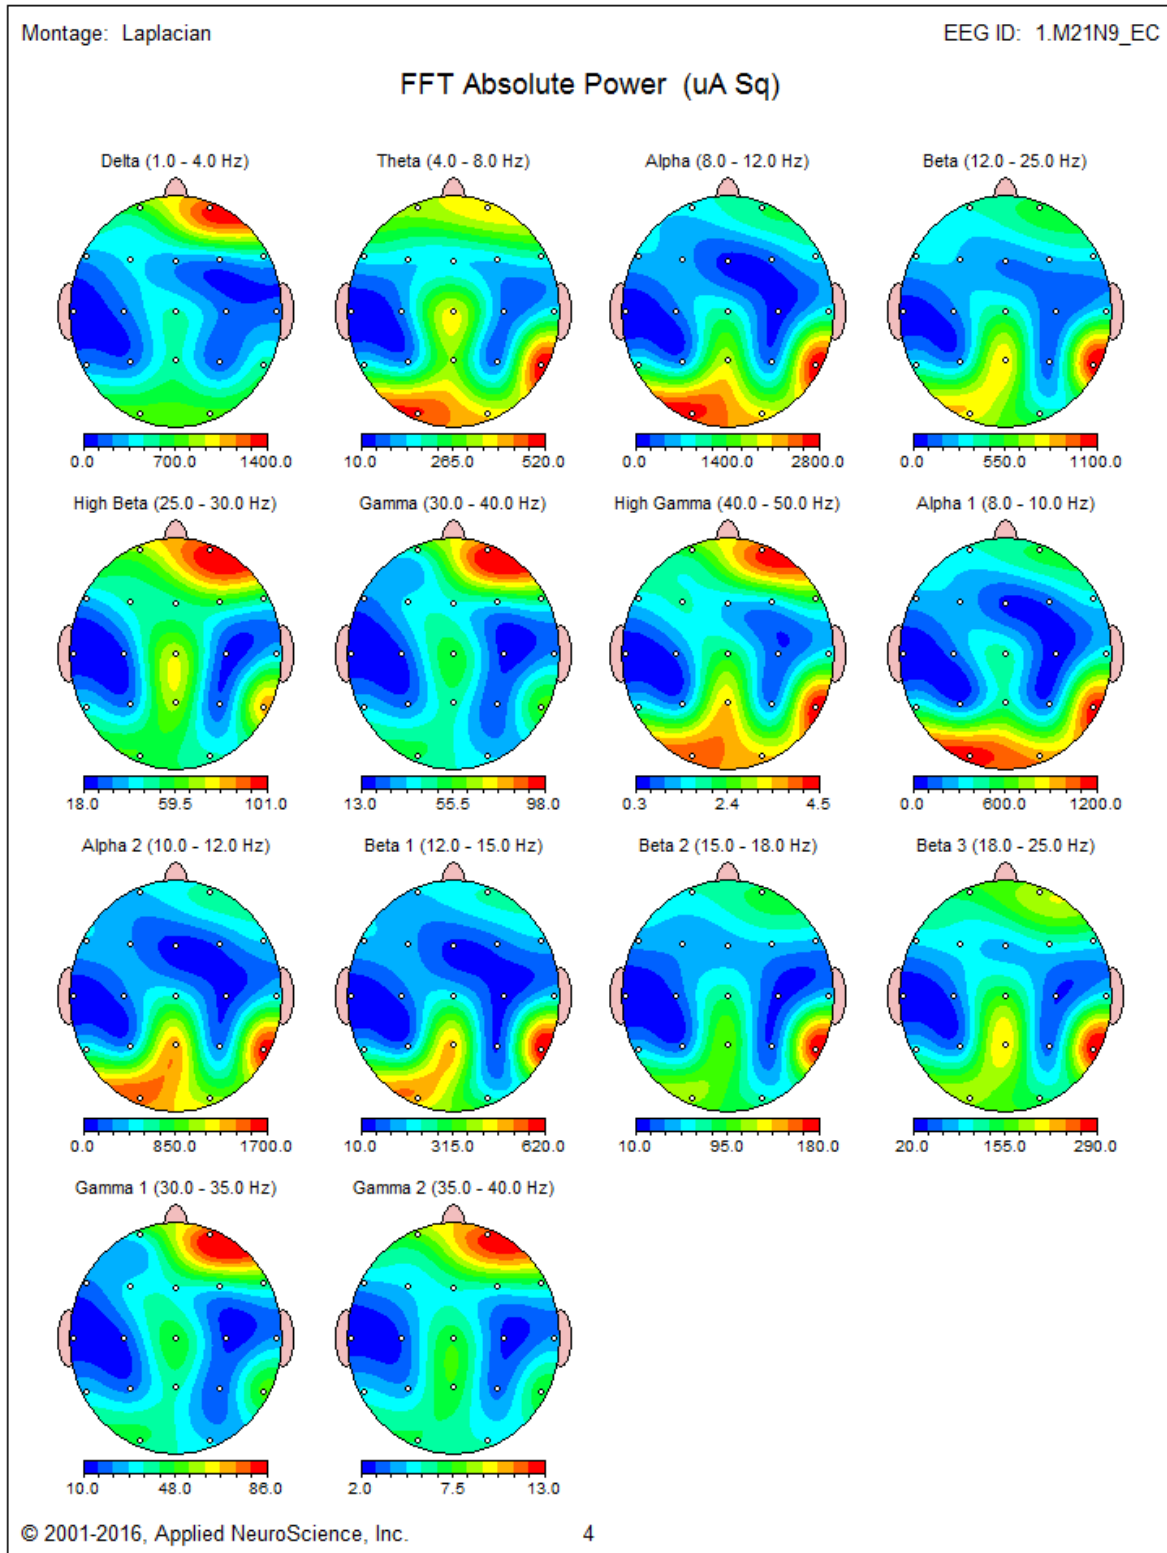 Montage: Laplacian EEG ID: 1.M21N9_EC
FFT Absolute Power (uA Sq)
Delta (1.0 - 4.0 Hz) Theta (4.0 - 8.0 Hz) Alpha (8.0 - 12.0 Hz) Beta (12.0 - 25.0 Hz)
0.0 700.0 1400.0 10.0 265.0 520.0 0.0 1400.0 2800.0 0.0 550.0 1100.0
High Beta (25.0 - 30.0 Hz) Gamma (30.0 - 40.0 Hz) High Gamma (40.0 - 50.0 Hz) Alpha 1 (8.0 - 10.0 Hz)
18.0 59.5 101.0 13.0 55.5 98.0 0.3 2.4 4.5 0.0 600.0 1200.0
Alpha 2 (10.0 - 12.0 Hz) Beta 1 (12.0 - 15.0 Hz) Beta 2 (15.0 - 18.0 Hz) Beta 3 (18.0 - 25.0 Hz)
0.0 850.0 1700.0 10.0 315.0 620.0 10.0 95.0 180.0 20.0 155.0 290.0
Gamma 1 (30.0 - 35.0 Hz) Gamma 2 (35.0 - 40.0 Hz)
10.0 48.0 86.0 2.0 7.5 13.0
© 2001-2016, Applied NeuroScience, Inc. 4